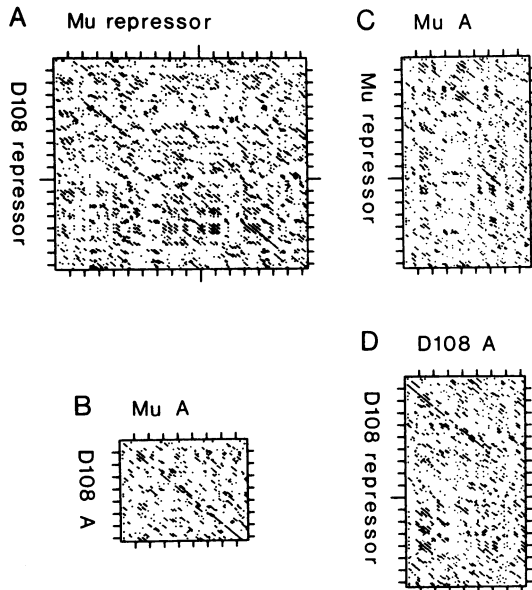 A
Mu repressor
D108 repressor
B
Mu A
D108 A
C
Mu A
Mu repressor
D
D108 A
D108 repressor